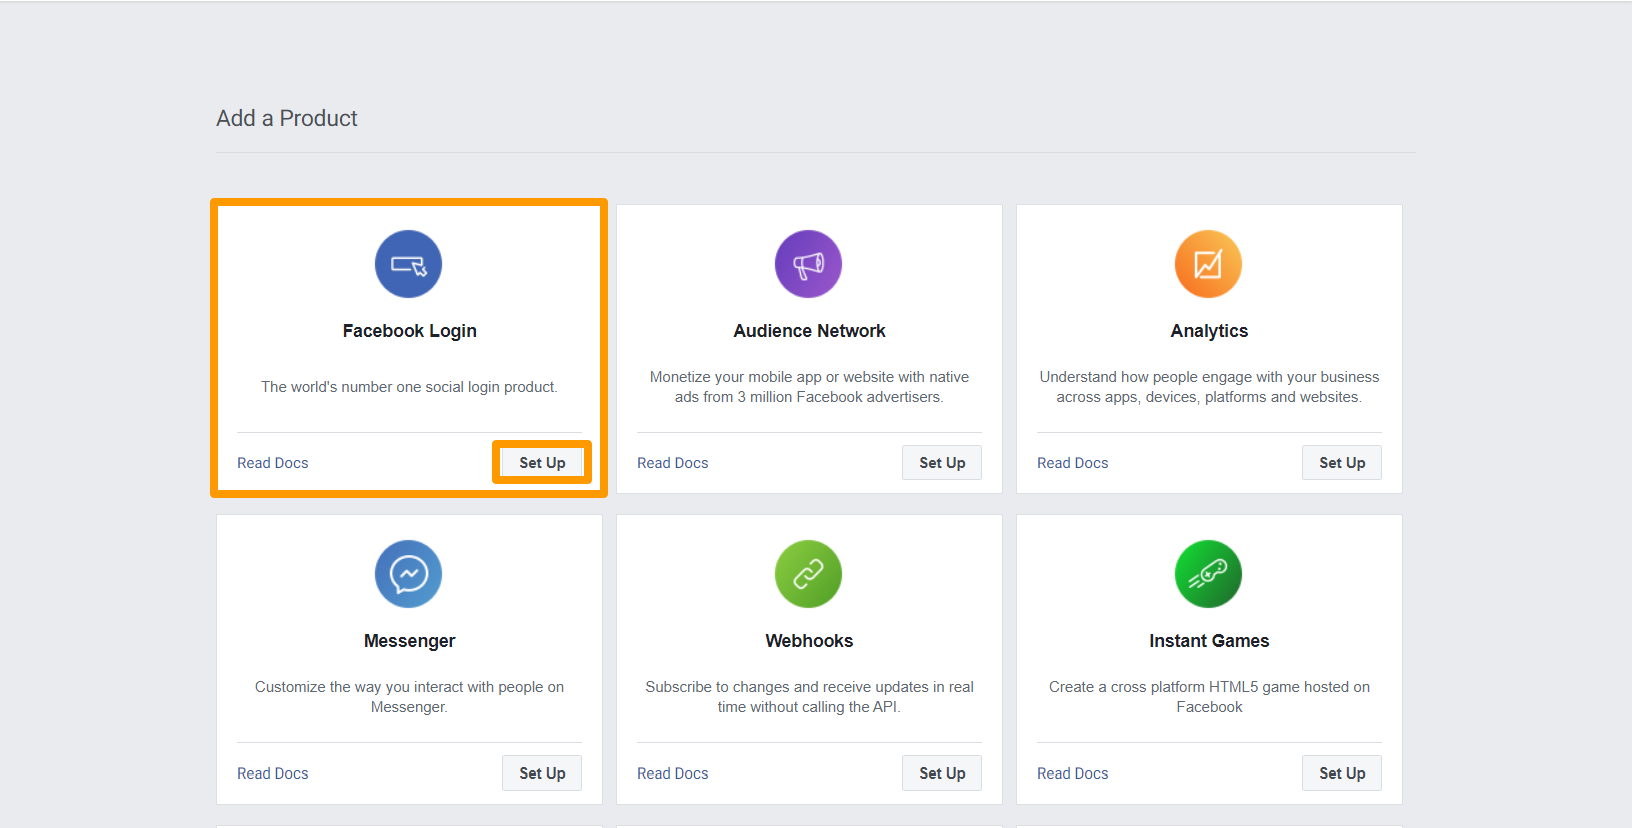 Add a Product
Facebook Login
The world's number one social login product.
Read Docs
Set Up
Audience Network
Monetize your mobile app or website with native
ads from 3 million Facebook advertisers.
Read Docs
Set Up
Analytics
Understand how people engage with your business
across apps, devices, platforms and websites.
Read Docs
Set Up
Messenger
Customize the way you interact with people on
Messenger.
Read Docs
Set Up
Webhooks
Subscribe to changes and receive updates in real
time without calling the API.
Read Docs
Set Up
Instant Games
Create a cross platform HTML5 game hosted on
Facebook
Read Docs
Set Up